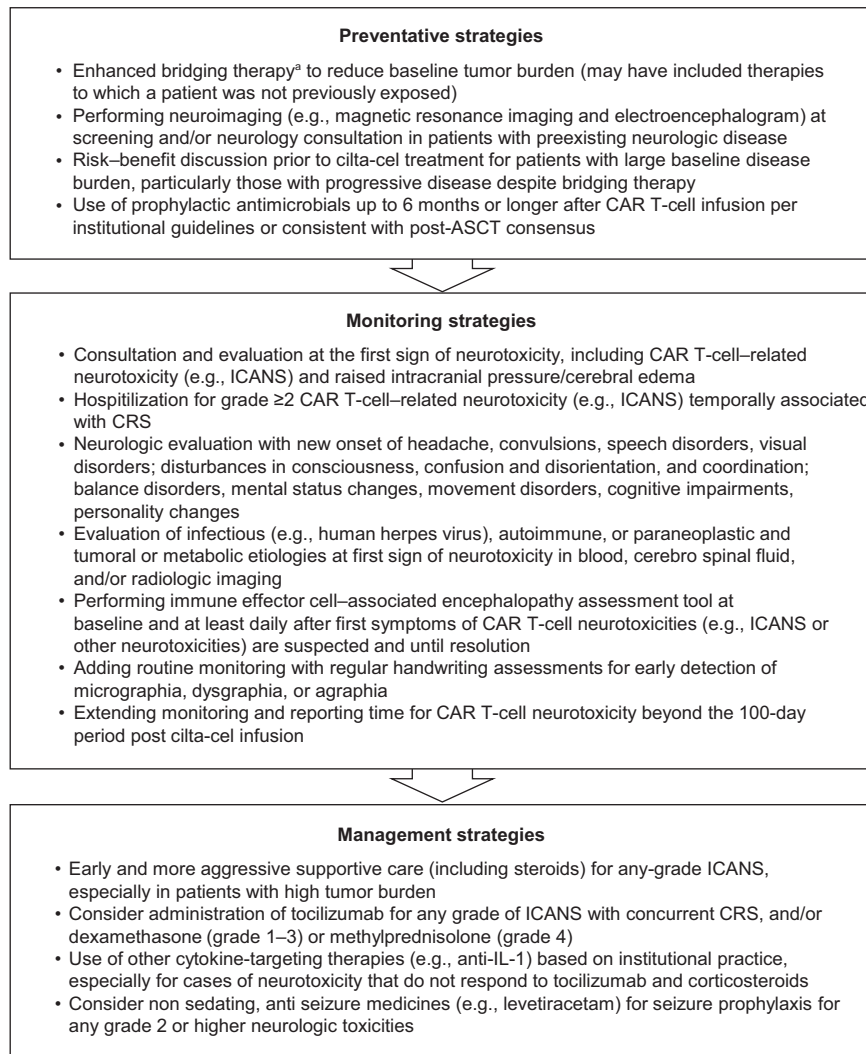 Preventative strategies
• Enhanced bridging therapyᵃ to reduce baseline tumor burden (may have included therapies
to which a patient was not previously exposed)
• Performing neuroimaging (e.g., magnetic resonance imaging and electroencephalogram) at
screening and/or neurology consultation in patients with preexisting neurologic disease
• Risk–benefit discussion prior to cilta-cel treatment for patients with large baseline disease
burden, particularly those with progressive disease despite bridging therapy
• Use of prophylactic antimicrobials up to 6 months or longer after CAR T-cell infusion per
institutional guidelines or consistent with post-ASCT consensus
Monitoring strategies
• Consultation and evaluation at the first sign of neurotoxicity, including CAR T-cell–related
neurotoxicity (e.g., ICANS) and raised intracranial pressure/cerebral edema
• Hospitilization for grade ≥2 CAR T-cell–related neurotoxicity (e.g., ICANS) temporally associated
with CRS
• Neurologic evaluation with new onset of headache, convulsions, speech disorders, visual
disorders; disturbances in consciousness, confusion and disorientation, and coordination;
balance disorders, mental status changes, movement disorders, cognitive impairments,
personality changes
• Evaluation of infectious (e.g., human herpes virus), autoimmune, or paraneoplastic and
tumoral or metabolic etiologies at first sign of neurotoxicity in blood, cerebro spinal fluid,
and/or radiologic imaging
• Performing immune effector cell–associated encephalopathy assessment tool at
baseline and at least daily after first symptoms of CAR T-cell neurotoxicities (e.g., ICANS or
other neurotoxicities) are suspected and until resolution
• Adding routine monitoring with regular handwriting assessments for early detection of
micrographia, dysgraphia, or agraphia
• Extending monitoring and reporting time for CAR T-cell neurotoxicity beyond the 100-day
period post cilta-cel infusion
Management strategies
• Early and more aggressive supportive care (including steroids) for any-grade ICANS,
especially in patients with high tumor burden
• Consider administration of tocilizumab for any grade of ICANS with concurrent CRS, and/or
dexamethasone (grade 1–3) or methylprednisolone (grade 4)
• Use of other cytokine-targeting therapies (e.g., anti-IL-1) based on institutional practice,
especially for cases of neurotoxicity that do not respond to tocilizumab and corticosteroids
• Consider non sedating, anti seizure medicines (e.g., levetiracetam) for seizure prophylaxis for
any grade 2 or higher neurologic toxicities